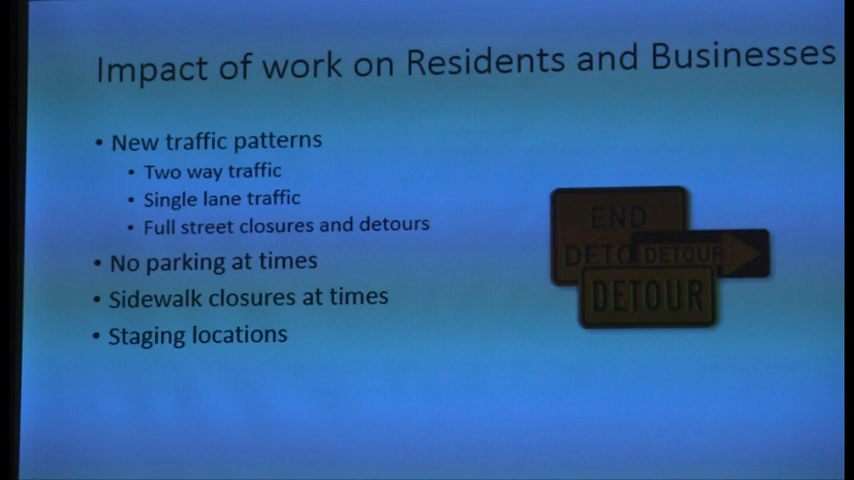 Impact of work on Residents and Businesses
• New traffic patterns
• Two way traffic
• Single lane traffic
• Full street closures and detours
• No parking at times
• Sidewalk closures at times
• Staging locations
END
DETO
DETOUR
DETOUR